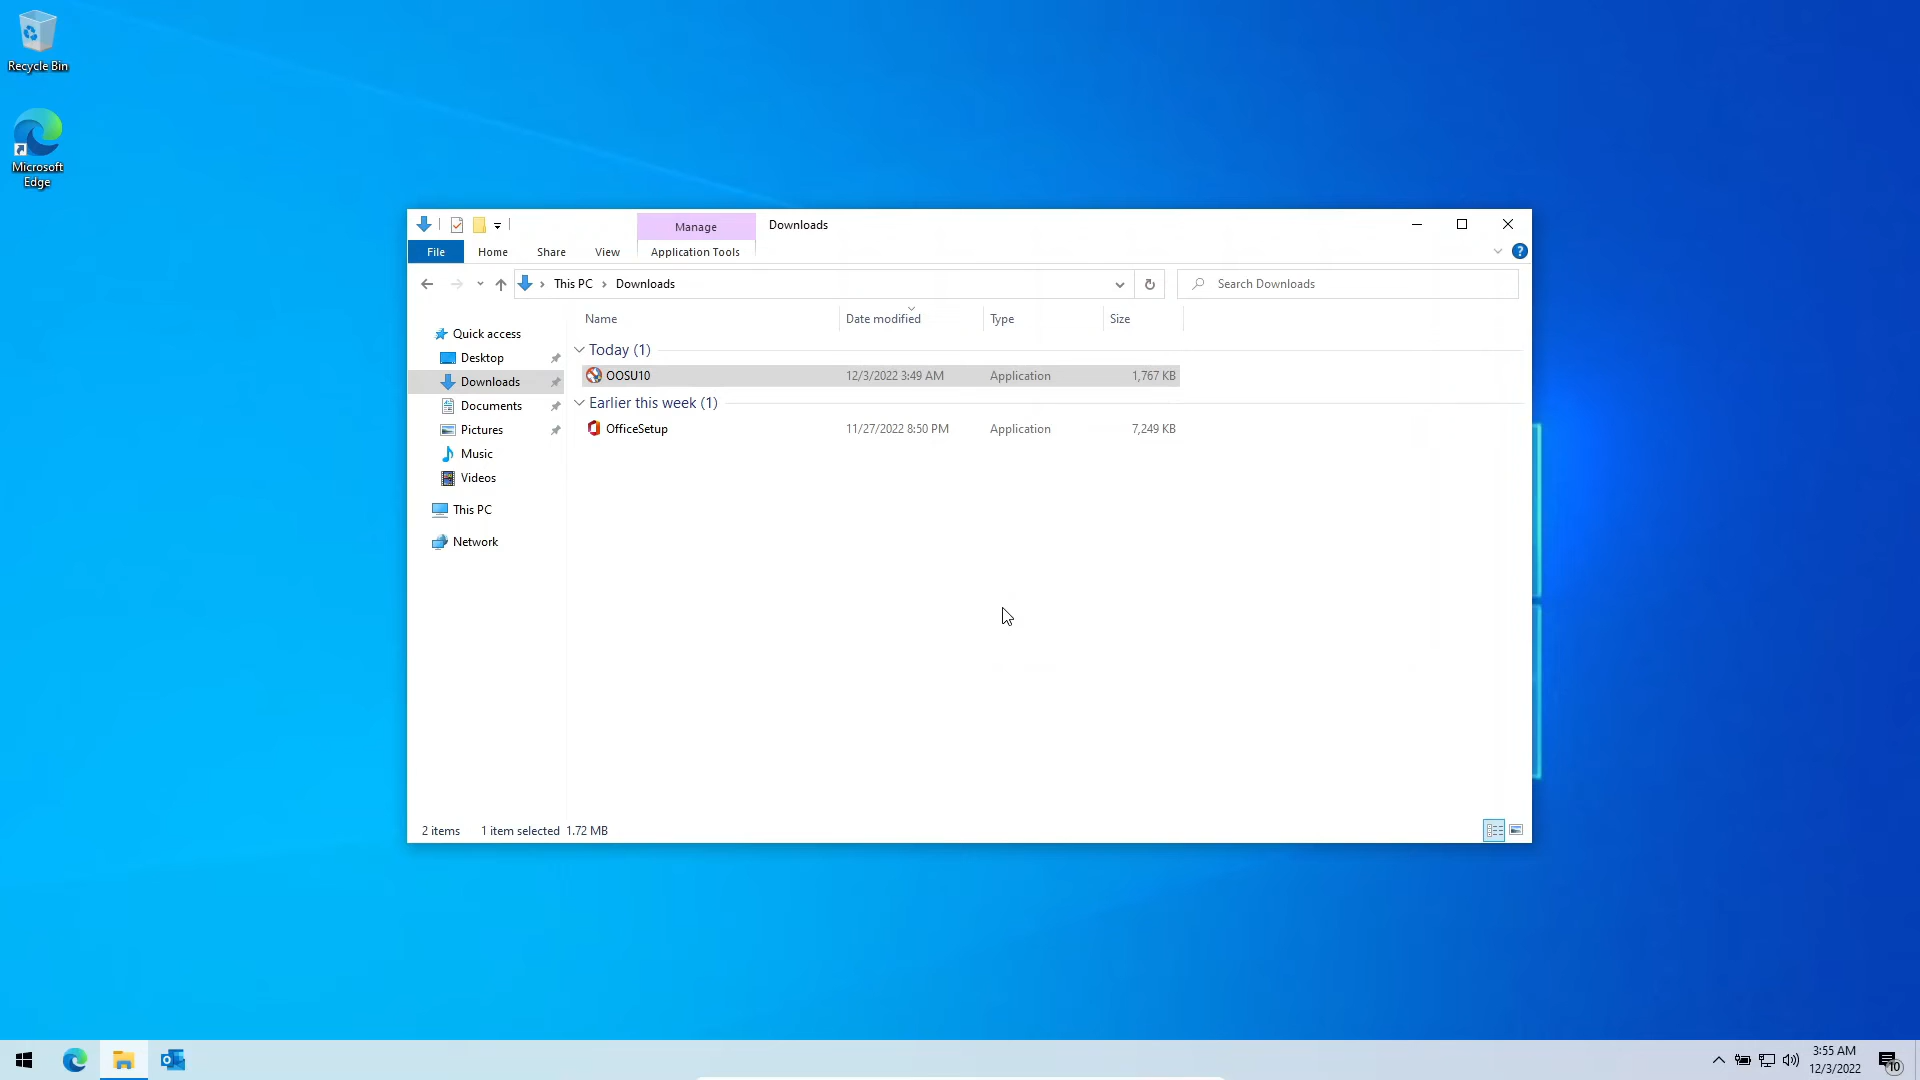 Recycle Bin
Microsoft
Edge
Manage
Downloads
File
Home
Share
View
Application Tools
?
This PC
Downloads
Search Downloads
Name
Date modified
Type
Size
Quick access
Desktop
Downloads
Documents
Pictures
Music
Videos
This PC
Network
Today (1)
OOSU10 12/3/2022 3:49 AM Application 1,767 KB
Earlier this week (1)
OfficeSetup 11/27/2022 8:50 PM Application 7,249 KB
2 items 1 item selected 1.72 MB
3:55 AM
12/3/2022
10